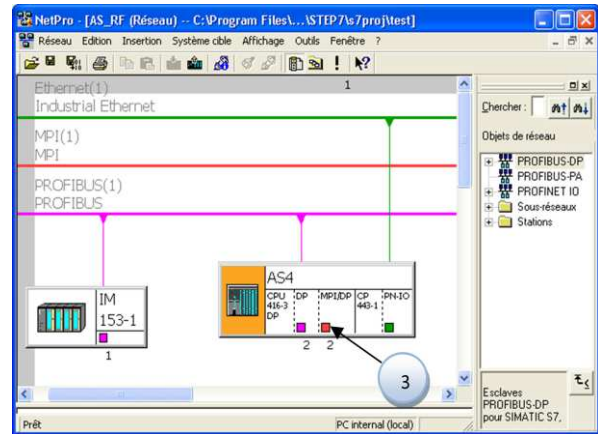 NetPro - [AS_RF (Réseau) -- C:\Program Files\...\STEP7\s7proj\test]
Réseau Edition Insertion Système cible Affichage Outils Fenêtre ?
Ethernet(1)
1
Industrial Ethernet
MPI(1)
MPI
PROFIBUS(1)
PROFIBUS
IM
153-1
1
AS4
CPU 416-3 DP
DP
MPI/DP
CP 443-1
PN-IO
2 2
3
Chercher :
Objets de réseau
PROFIBUS-DP
PROFIBUS-PA
PROFINET IO
Sous-réseaux
Stations
Esclaves
PROFIBUS-DP
pour SIMATIC S7,
Prêt
PC internal (local)